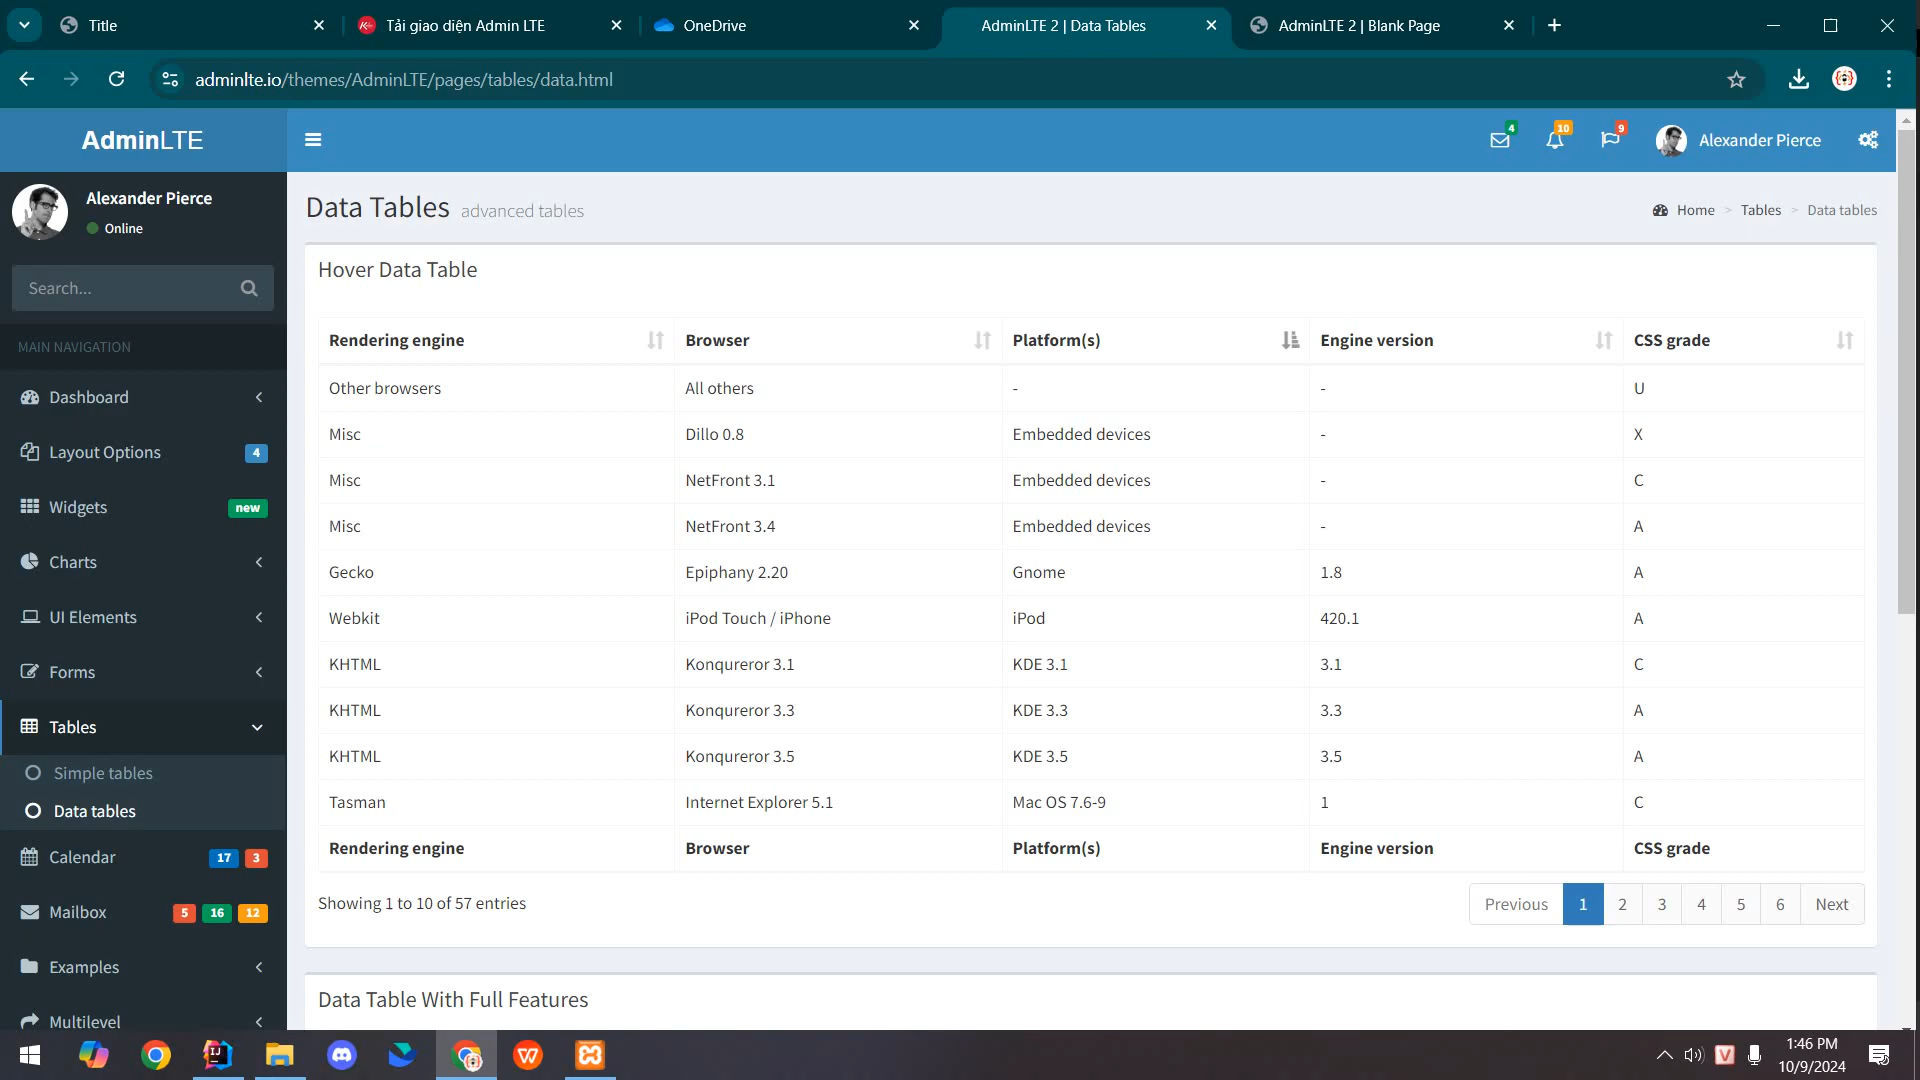 Title
Tải giao diện Admin LTE
OneDrive
AdminLTE 2 | Data Tables
AdminLTE 2 | Blank Page
adminlte.io/themes/AdminLTE/pages/tables/data.html
AdminLTE
4
10
9
Alexander Pierce
Alexander Pierce
Online
Search...
MAIN NAVIGATION
Dashboard
Layout Options 4
Widgets new
Charts
UI Elements
Forms
Tables
Simple tables
Data tables
Calendar 17 3
Mailbox 5 16 12
Examples
Multilevel
Data Tables advanced tables
Home > Tables > Data tables
Hover Data Table
Rendering engine Browser Platform(s) Engine version CSS grade
Other browsers All others - - U
Misc Dillo 0.8 Embedded devices - X
Misc NetFront 3.1 Embedded devices - C
Misc NetFront 3.4 Embedded devices - A
Gecko Epiphany 2.20 Gnome 1.8 A
Webkit iPod Touch / iPhone iPod 420.1 A
KHTML Konqureror 3.1 KDE 3.1 3.1 C
KHTML Konqureror 3.3 KDE 3.3 3.3 A
KHTML Konqureror 3.5 KDE 3.5 3.5 A
Tasman Internet Explorer 5.1 Mac OS 7.6-9 1 C
Rendering engine Browser Platform(s) Engine version CSS grade
Showing 1 to 10 of 57 entries
Previous 1 2 3 4 5 6 Next
Data Table With Full Features
1:46 PM
10/9/2024